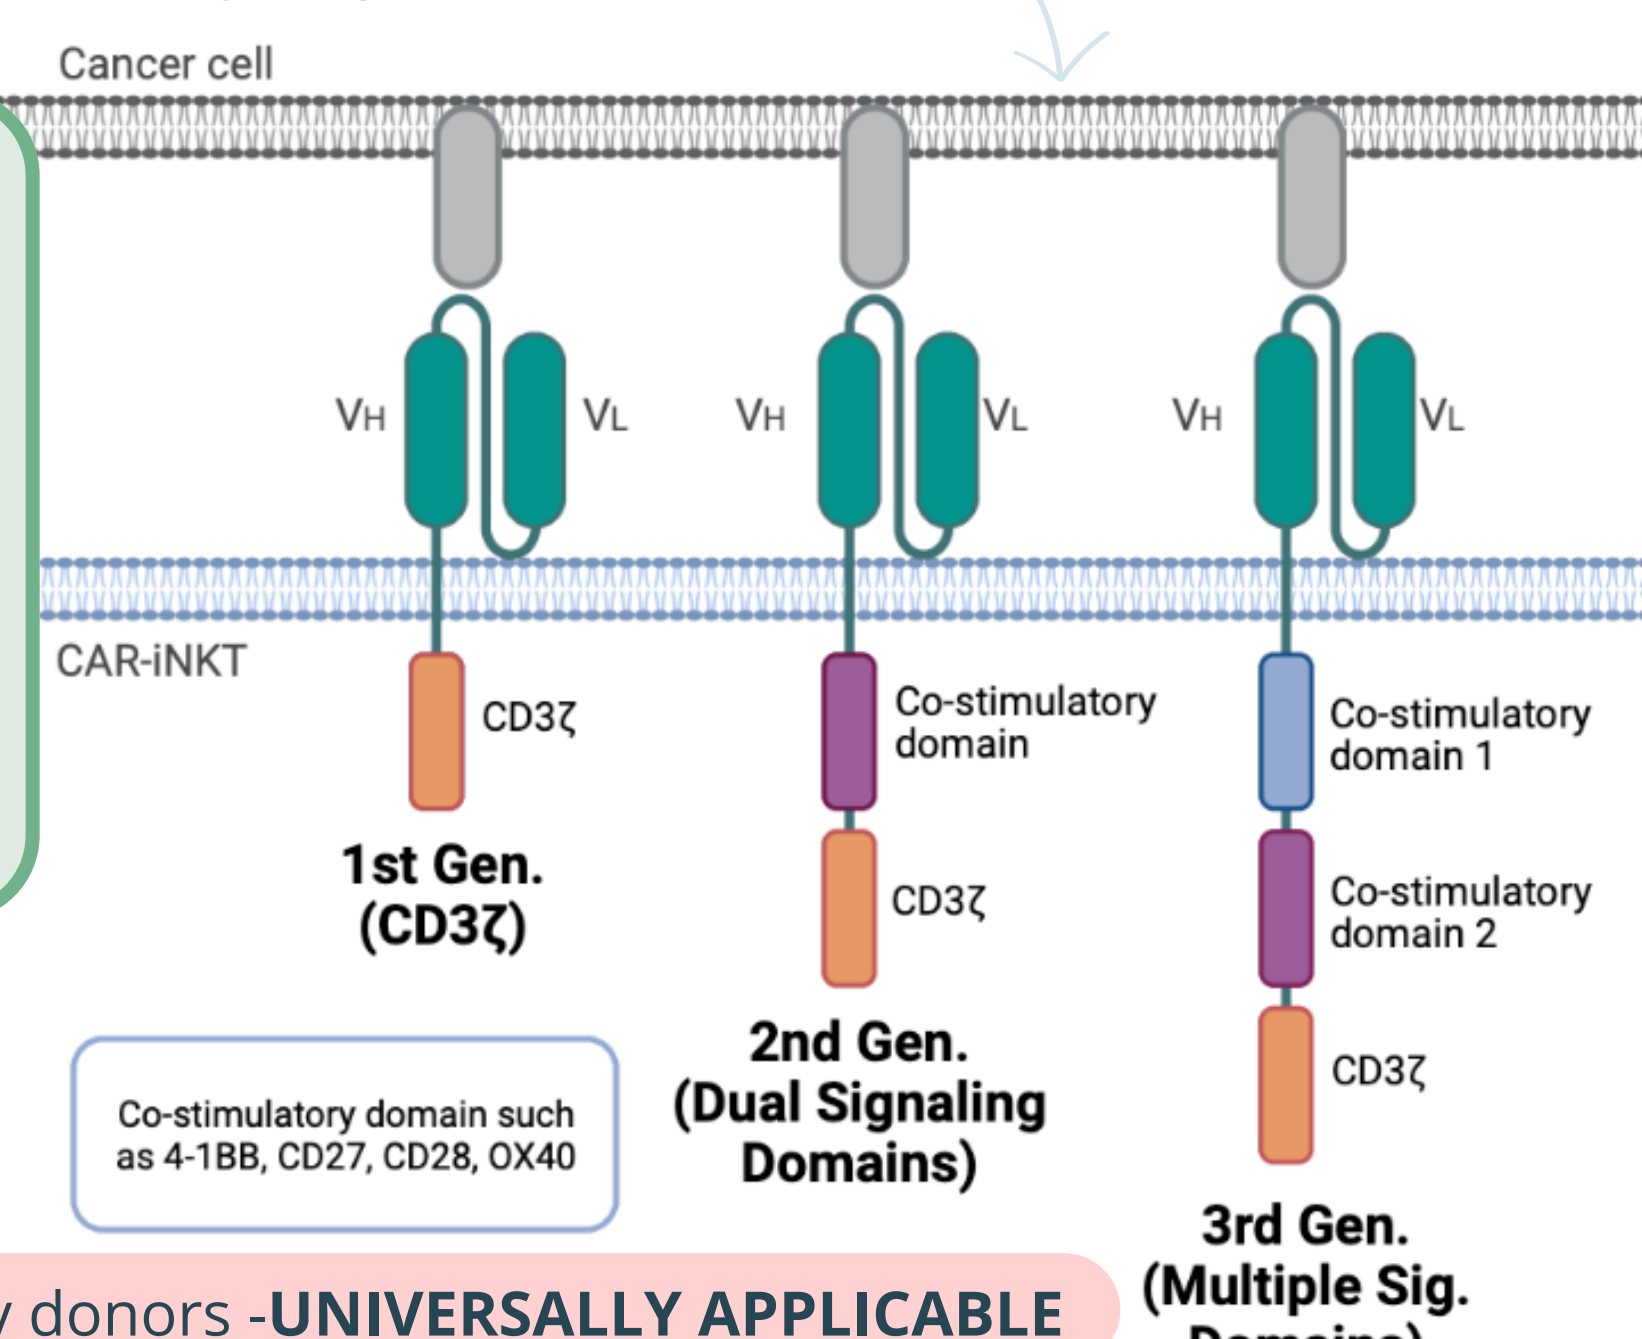 Cancer cell
VH
VL
VH
VL
VH
VL
CAR-iNKT
CD3ζ
1st Gen.
(CD3ζ)
Co-stimulatory
domain
CD3ζ
2nd Gen.
(Dual Signaling
Domains)
Co-stimulatory
domain 1
Co-stimulatory
domain 2
CD3ζ
3rd Gen.
(Multiple Sig.
Domains)
Co-stimulatory domain such
as 4-1BB, CD27, CD28, OX40
donors -UNIVERSALLY APPLICABLE